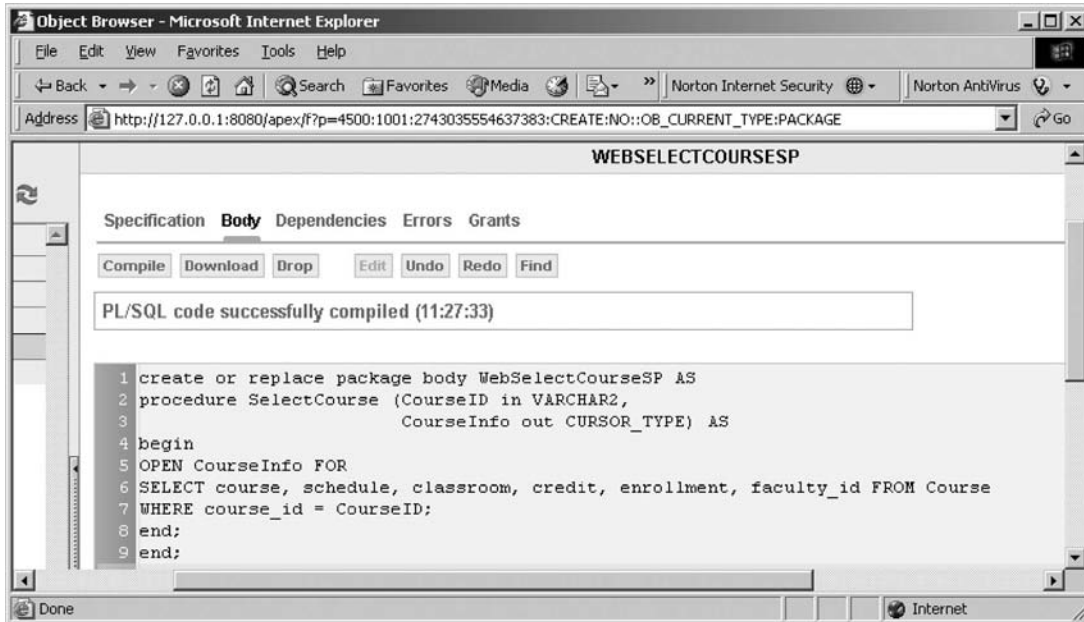 Object Browser - Microsoft Internet Explorer
File Edit View Favorites Tools Help
Back Search Favorites Media » Norton Internet Security Norton AntiVirus
Address http://127.0.0.1:8080/apex/f?p=4500:1001:2743035554637383:CREATE:NO::OB_CURRENT_TYPE:PACKAGE Go
WEBSELECTCOURSESP
Specification Body Dependencies Errors Grants
Compile Download Drop Edit Undo Redo Find
PL/SQL code successfully compiled (11:27:33)
1 create or replace package body WebSelectCourseSP AS
2 procedure SelectCourse (CourseID in VARCHAR2,
3 CourseInfo out CURSOR_TYPE) AS
4 begin
5 OPEN CourseInfo FOR
6 SELECT course, schedule, classroom, credit, enrollment, faculty_id FROM Course
7 WHERE course_id = CourseID;
8 end;
9 end;
Done Internet